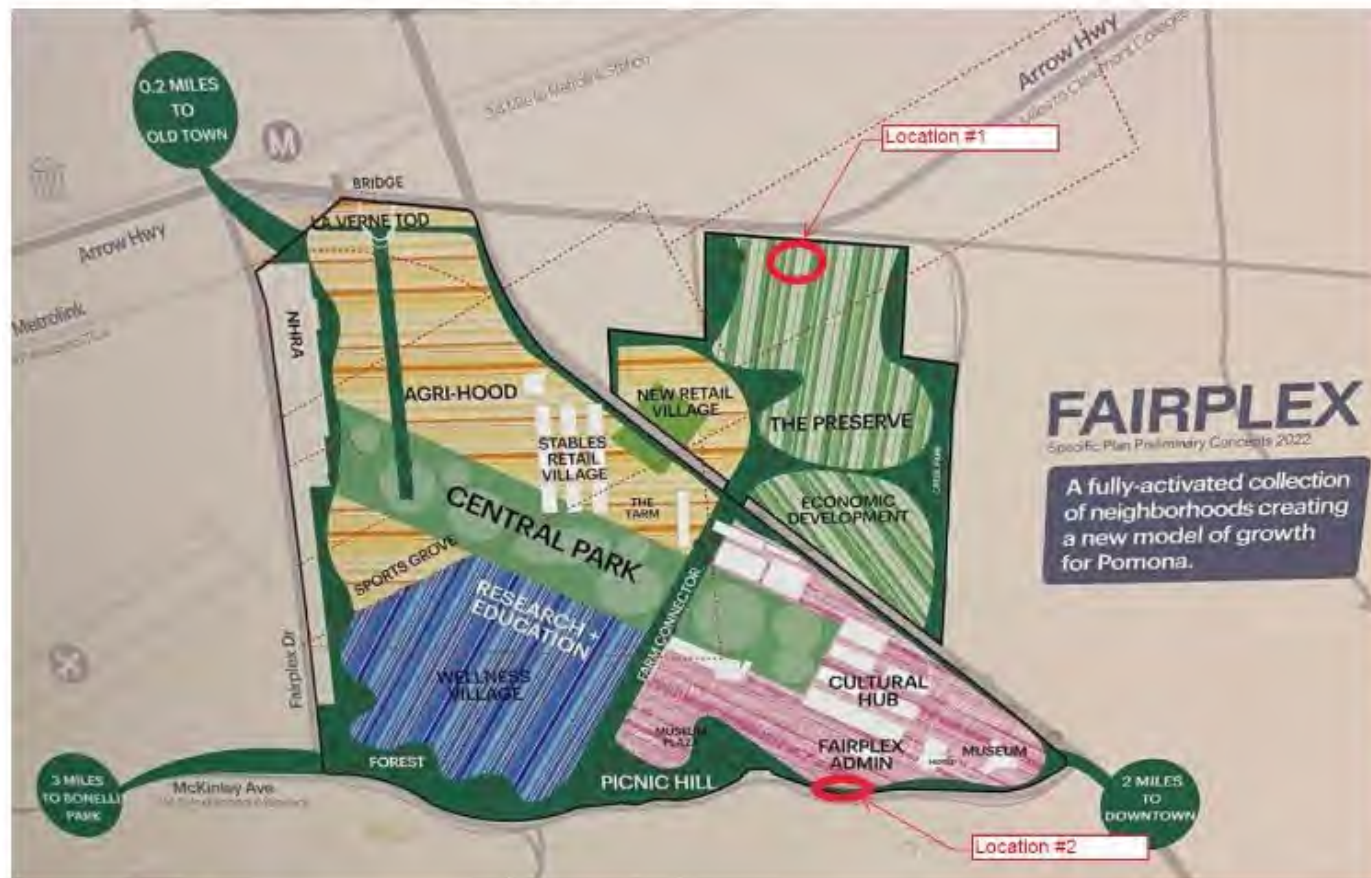 0.2 MILES
TO
OLD TOWN
M
Arrow Hwy
Location #1
BRIDGE
LA VERNE TOD
Arrow Hwy
Metrolink
NHRA
AGRI-HOOD
NEW RETAIL
VILLAGE
THE PRESERVE
STABLES
RETAIL
VILLAGE
THE
TARM
CENTRAL PARK
ECONOMIC
DEVELOPMENT
SPORTS GROVE
RESEARCH +
EDUCATION
WELLNESS
VILLAGE
FARM CONNECTOR
CULTURAL
HUB
Fairplex Dr
MUSEUM
PLAZA
FAIRPLEX
ADMIN
HOTEL
MUSEUM
FOREST
PICNIC HILL
3 MILES
TO BONELLI
PARK
McKinley Ave
2 MILES
TO
DOWNTOWN
Location #2
FAIRPLEX
Specific Plan Preliminary Concepts 2022
A fully-activated collection
of neighborhoods creating
a new model of growth
for Pomona.